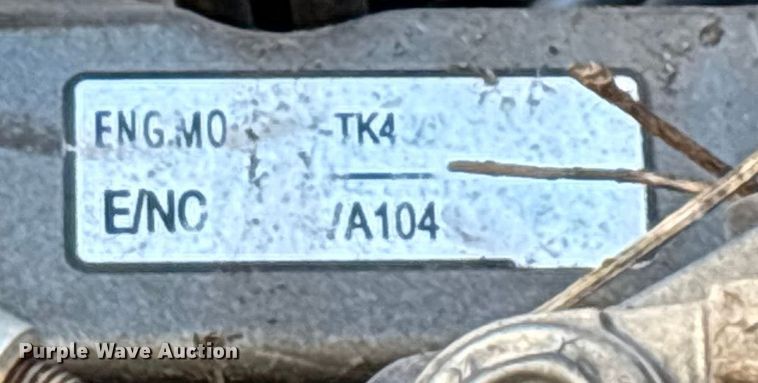 ENG.MO -TK4
E/NO /A104
Purple Wave Auction